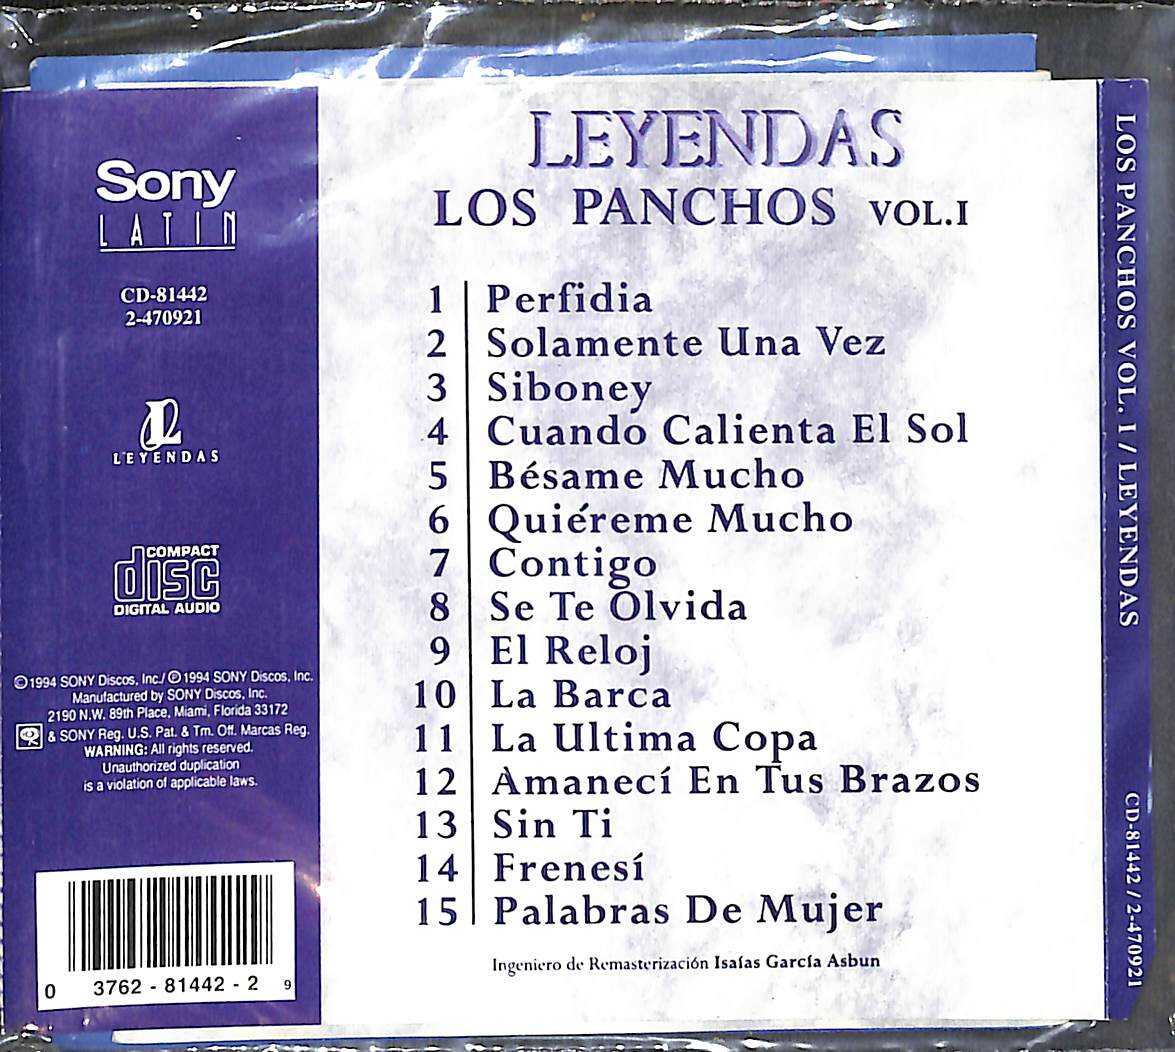 Sony
LATIN
CD-81442
2-470921
LEYENDAS
COMPACT
disc
DIGITAL AUDIO
©1994 SONY Discos, Inc./ ℗ 1994 SONY Discos, Inc.
Manufactured by SONY Discos, Inc.
2190 N.W. 89th Place, Miami, Florida 33172
& SONY Reg. U.S. Pat. & Tm. Off. Marcas Reg.
WARNING: All rights reserved.
Unauthorized duplication
is a violation of applicable laws.
0 3762 - 81442 - 2 9
LEYENDAS
LOS PANCHOS VOL.I
1 Perfidia
2 Solamente Una Vez
3 Siboney
4 Cuando Calienta El Sol
5 Bésame Mucho
6 Quiéreme Mucho
7 Contigo
8 Se Te Olvida
9 El Reloj
10 La Barca
11 La Ultima Copa
12 Amanecí En Tus Brazos
13 Sin Ti
14 Frenesí
15 Palabras De Mujer
Ingeniero de Remasterización Isaías García Asbun
LOS PANCHOS VOL. I / LEYENDAS
CD-81442 / 2-470921